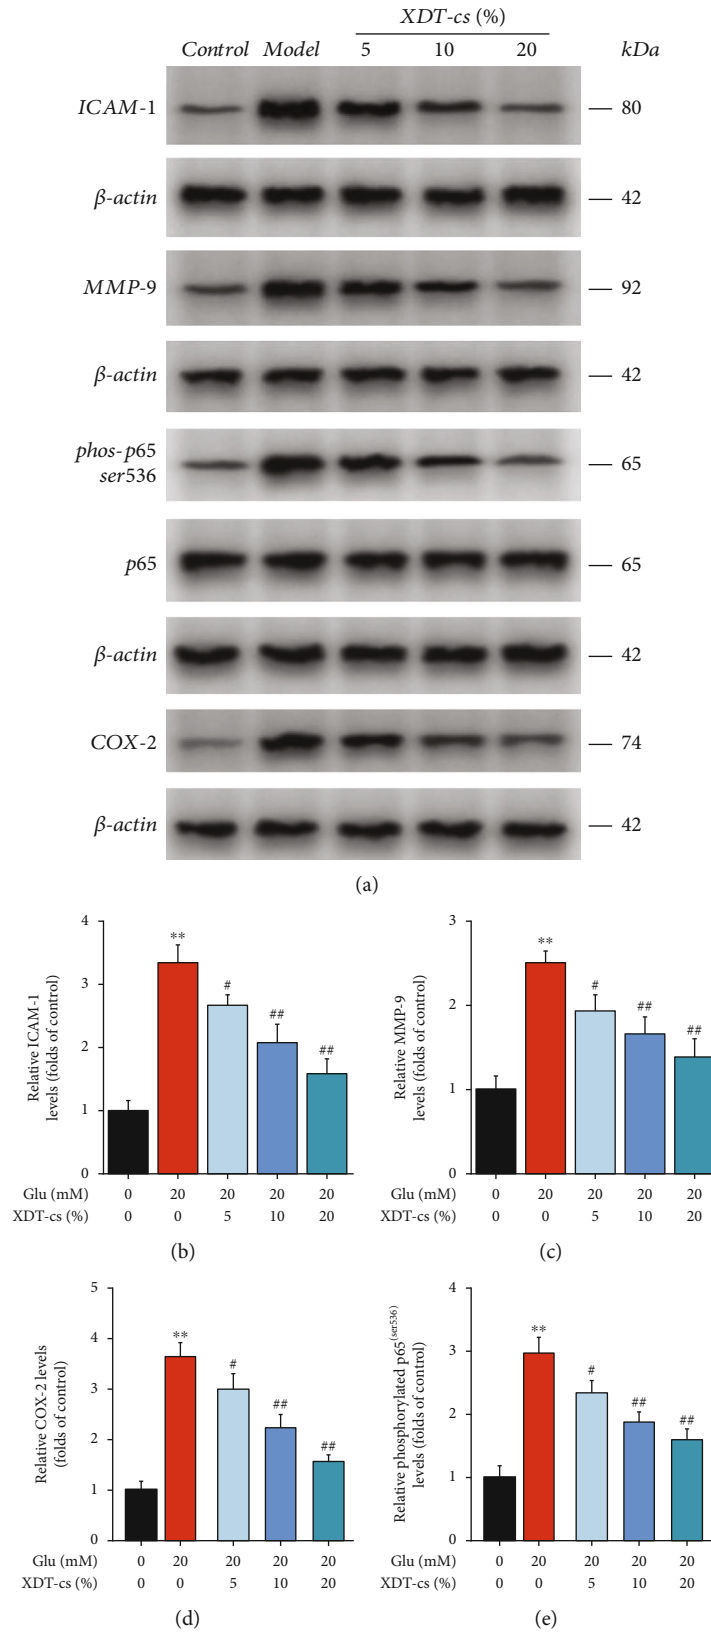 XDT-cs (%)
Control Model 5 10 20 kDa
ICAM-1 80
β-actin 42
MMP-9 92
β-actin 42
phos-p65
ser536 65
p65 65
β-actin 42
COX-2 74
β-actin 42
(a)
Relative ICAM-1
levels (folds of control)
4
3
2
1
0
**
#
##
##
Glu (mM) 0 20 20 20 20
XDT-cs (%) 0 0 5 10 20
(b)
Relative MMP-9
levels (folds of control)
3
2
1
0
**
#
##
##
Glu (mM) 0 20 20 20 20
XDT-cs (%) 0 0 5 10 20
(c)
Relative COX-2 levels
(folds of control)
5
4
3
2
1
0
**
#
##
##
Glu (mM) 0 20 20 20 20
XDT-cs (%) 0 0 5 10 20
(d)
Relative phosphorylated p65(ser536)
levels (folds of control)
4
3
2
1
0
**
#
##
##
Glu (mM) 0 20 20 20 20
XDT-cs (%) 0 0 5 10 20
(e)